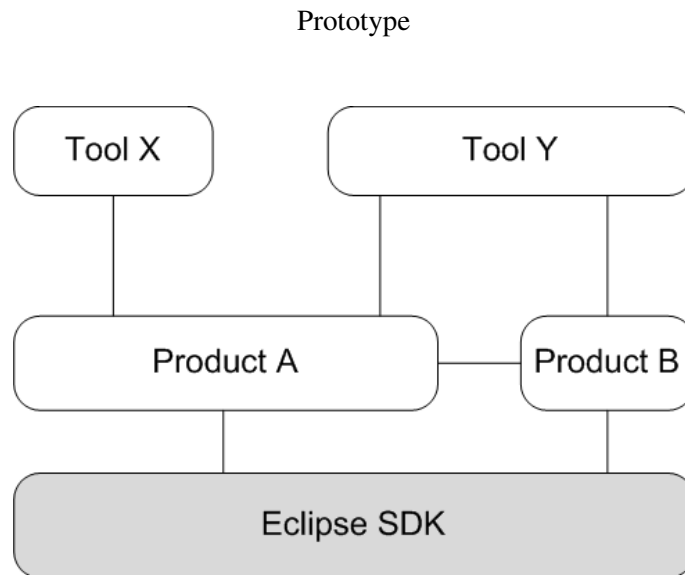 Prototype
Tool X
Tool Y
Product A
Product B
Eclipse SDK